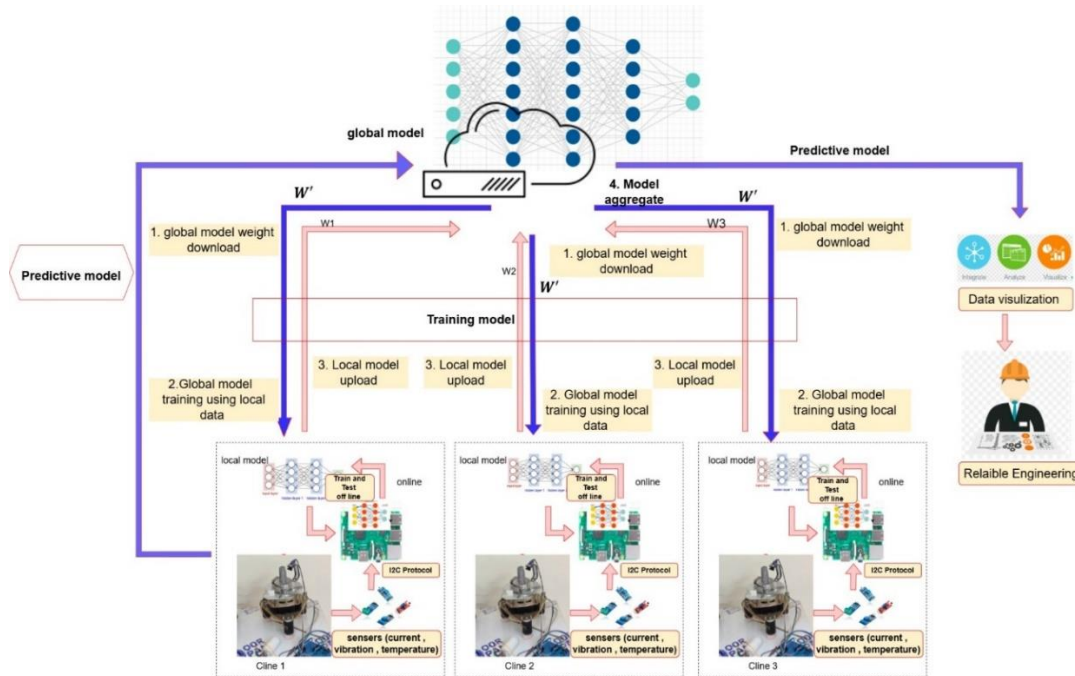 global model
Predictive model
4. Model
aggregate
W'
W'
W1
W3
1. global model weight
download
1. global model weight
download
1. global model weight
download
W2
W'
Predictive model
Integrate
Analyze
Visualize
Data visulization
Training model
3. Local model
upload
3. Local model
upload
3. Local model
upload
2.Global model
training using local
data
2. Global model
training using local
data
2. Global model
training using local
data
Relaible Engineering
local model
online
Train and
Test
off line
I2C Protocol
sensers (current ,
vibration , temperature)
Cline 1
local model
online
Train and
Test
off line
I2C Protocol
sensers (current ,
vibration , temperature)
Cline 2
local model
online
Train and
Test
off line
I2C Protocol
sensers (current ,
vibration , temperature)
Cline 3